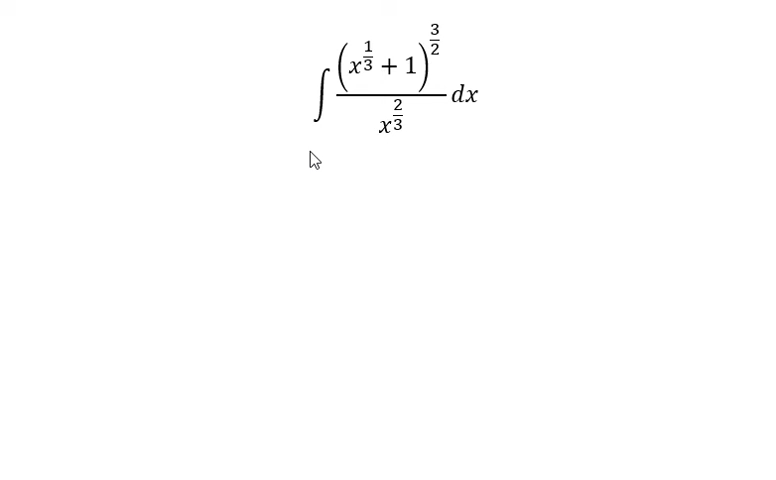 ∫ (x^{1/3} + 1)^{3/2} / x^{2/3} dx